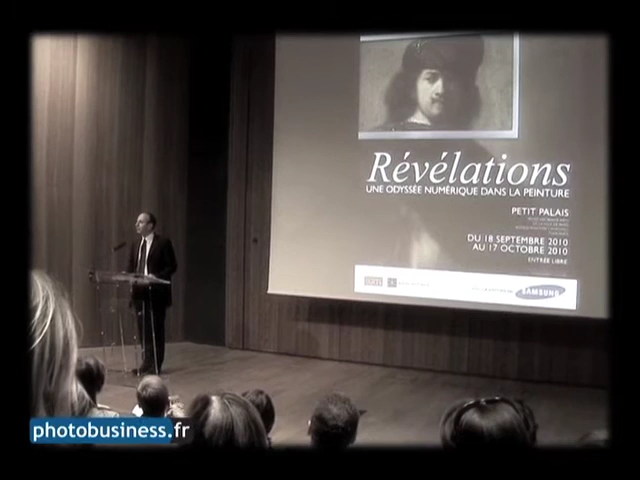 Révélations
UNE ODYSSÉE NUMÉRIQUE DANS LA PEINTURE
PETIT PALAIS
DU 18 SEPTEMBRE 2010
AU 17 OCTOBRE 2010
ENTRÉE LIBRE
SAMSUNG
photobusiness.fr